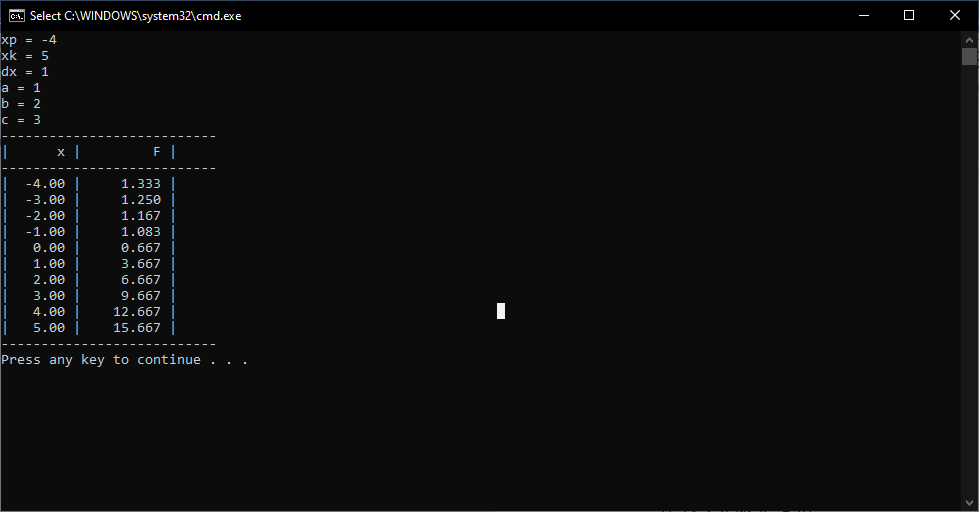 Select C:\WINDOWS\system32\cmd.exe
xp = -4
xk = 5
dx = 1
a = 1
b = 2
c = 3
---------------------------
|      x |         F |
---------------------------
|  -4.00 |     1.333 |
|  -3.00 |     1.250 |
|  -2.00 |     1.167 |
|  -1.00 |     1.083 |
|   0.00 |     0.667 |
|   1.00 |     3.667 |
|   2.00 |     6.667 |
|   3.00 |     9.667 |
|   4.00 |    12.667 |
|   5.00 |    15.667 |
---------------------------
Press any key to continue . . .